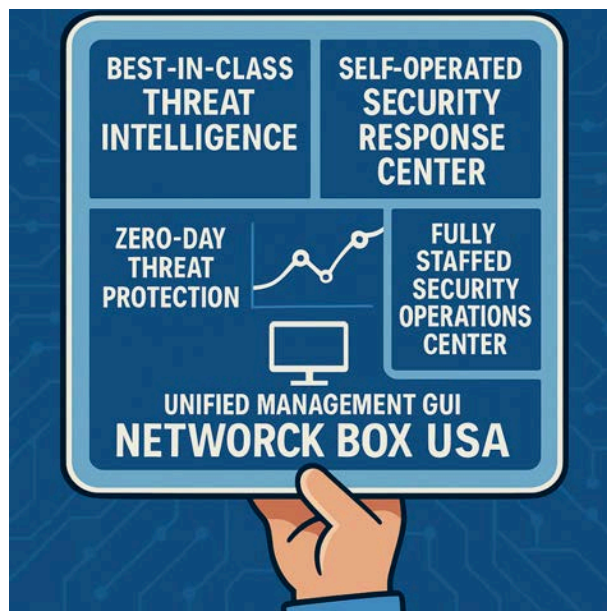 BEST-IN-CLASS
THREAT
INTELLIGENCE
SELF-OPERATED
SECURITY
RESPONSE
CENTER
ZERO-DAY
THREAT
PROTECTION
FULLY
STAFFED
SECURITY
OPERATIONS
CENTER
UNIFIED MANAGEMENT GUI
NETWORCK BOX USA